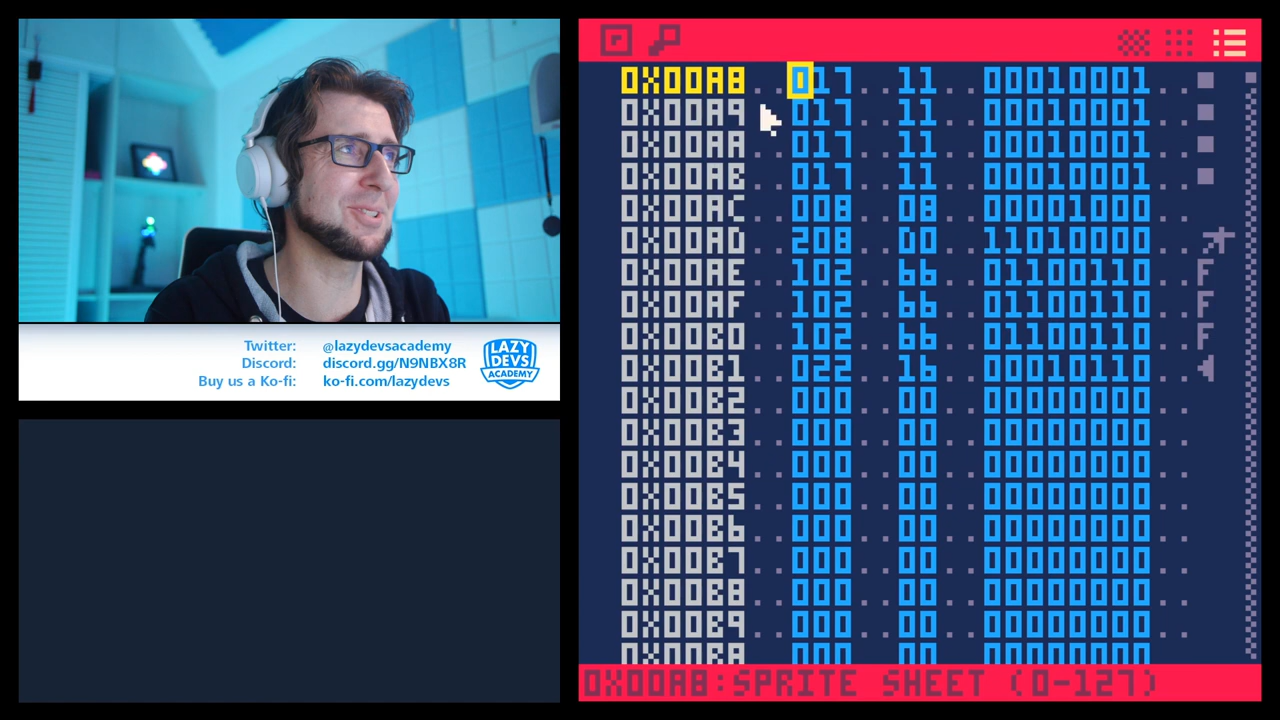 Twitter: @lazydevsacademy
Discord: discord.gg/N9NBX8R
Buy us a Ko-fi: ko-fi.com/lazydevs
LAZY
DEVS
ACADEMY
0X00A8..017..11..00010001..
0X00A9..017..11..00010001..
0X00AA..017..11..00010001..
0X00AB..017..11..00010001..
0X00AC..008..08..00001000..
0X00AD..208..D0..11010000..
0X00AE..102..66..01100110..F
0X00AF..102..66..01100110..F
0X00B0..102..66..01100110..F
0X00B1..022..16..00010110..
0X00B2..000..00..00000000..
0X00B3..000..00..00000000..
0X00B4..000..00..00000000..
0X00B5..000..00..00000000..
0X00B6..000..00..00000000..
0X00B7..000..00..00000000..
0X00B8..000..00..00000000..
0X00B9..000..00..00000000..
0X00BA 000 00 00000000
0X00A8:SPRITE SHEET (0-127)